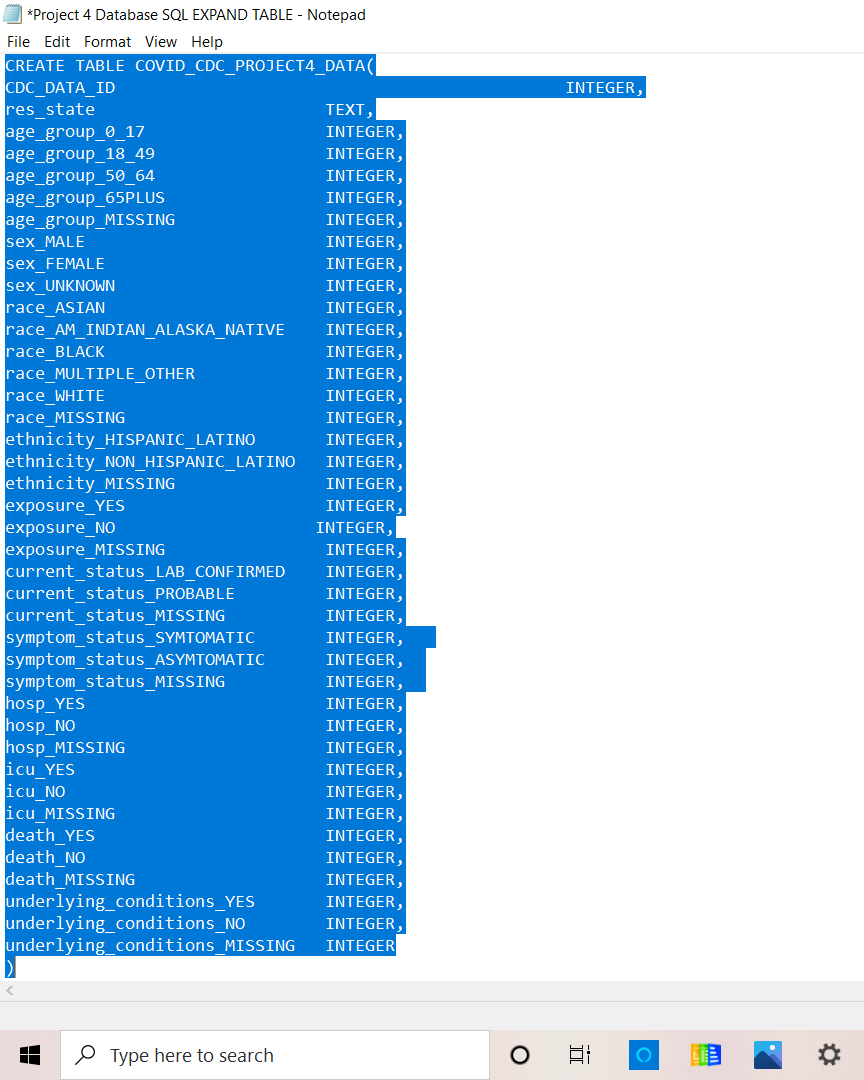 *Project 4 Database SQL EXPAND TABLE - Notepad
File Edit Format View Help
CREATE TABLE COVID_CDC_PROJECT4_DATA(
CDC_DATA_ID INTEGER,
res_state TEXT,
age_group_0_17 INTEGER,
age_group_18_49 INTEGER,
age_group_50_64 INTEGER,
age_group_65PLUS INTEGER,
age_group_MISSING INTEGER,
sex_MALE INTEGER,
sex_FEMALE INTEGER,
sex_UNKNOWN INTEGER,
race_ASIAN INTEGER,
race_AM_INDIAN_ALASKA_NATIVE INTEGER,
race_BLACK INTEGER,
race_MULTIPLE_OTHER INTEGER,
race_WHITE INTEGER,
race_MISSING INTEGER,
ethnicity_HISPANIC_LATINO INTEGER,
ethnicity_NON_HISPANIC_LATINO INTEGER,
ethnicity_MISSING INTEGER,
exposure_YES INTEGER,
exposure_NO INTEGER,
exposure_MISSING INTEGER,
current_status_LAB_CONFIRMED INTEGER,
current_status_PROBABLE INTEGER,
current_status_MISSING INTEGER,
symptom_status_SYMTOMATIC INTEGER,
symptom_status_ASYMTOMATIC INTEGER,
symptom_status_MISSING INTEGER,
hosp_YES INTEGER,
hosp_NO INTEGER,
hosp_MISSING INTEGER,
icu_YES INTEGER,
icu_NO INTEGER,
icu_MISSING INTEGER,
death_YES INTEGER,
death_NO INTEGER,
death_MISSING INTEGER,
underlying_conditions_YES INTEGER,
underlying_conditions_NO INTEGER,
underlying_conditions_MISSING INTEGER
)
Type here to search